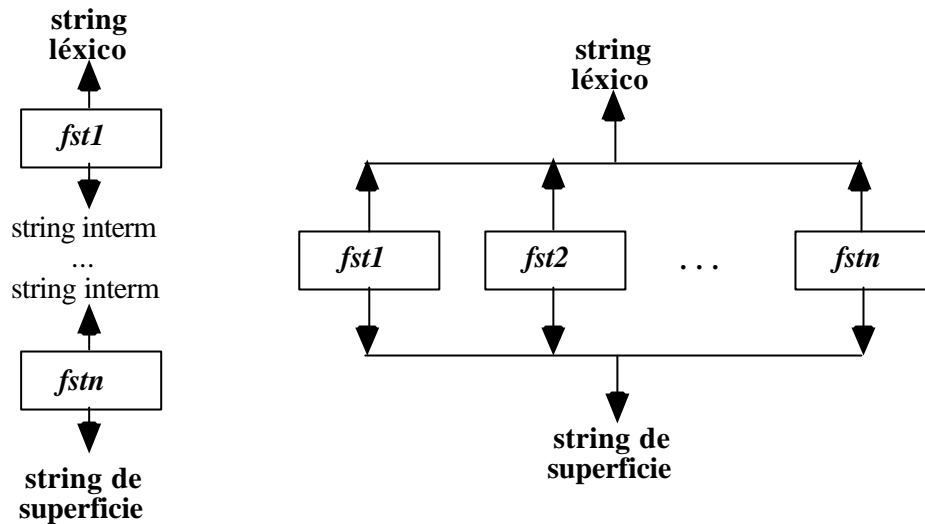 string
léxico
fst1
string interm
...
string interm
fstn
string de
superficie
string
léxico
fst1
fst2
. . .
fstn
string de
superficie